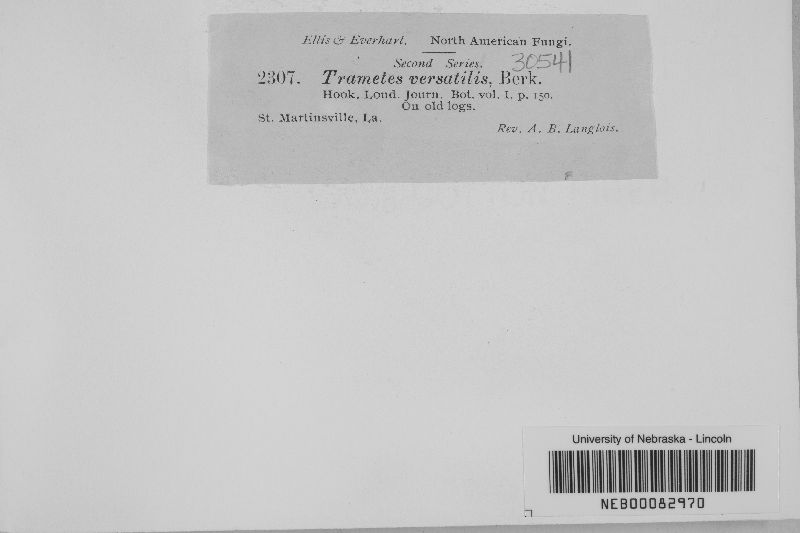 Ellis & Everhart. North American Fungi.
Second Series. 30541
2307. Trametes versatilis, Berk.
Hook. Lond. Journ. Bot. vol. I, p. 150.
On old logs.
St. Martinsville, La.
Rev. A. B. Langlois.
University of Nebraska - Lincoln
NEB00082970